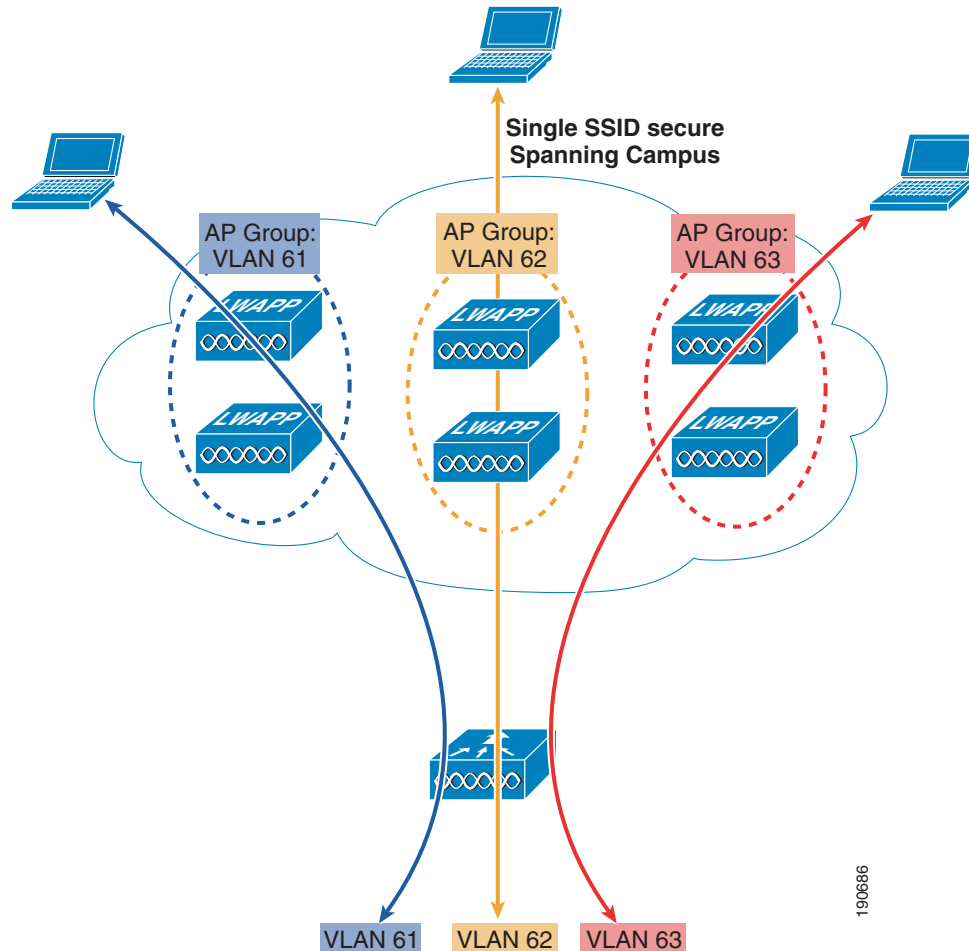 Single SSID secure
Spanning Campus
AP Group:
VLAN 61
AP Group:
VLAN 62
AP Group:
VLAN 63
LWAPP
LWAPP
LWAPP
LWAPP
LWAPP
LWAPP
VLAN 61
VLAN 62
VLAN 63
190686